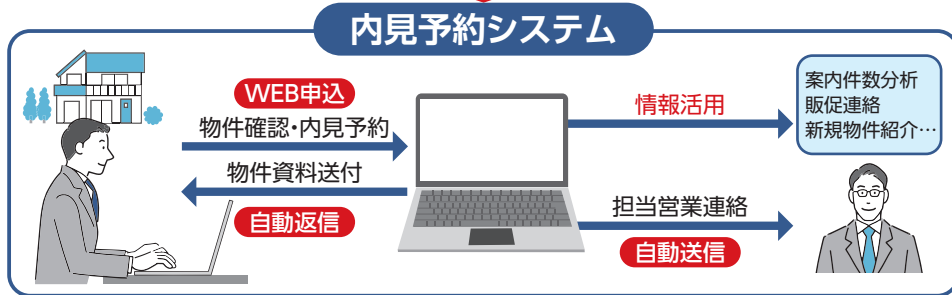 内見予約システム
WEB申込
物件確認・内見予約
物件資料送付
自動返信
情報活用
案内件数分析
販促連絡
新規物件紹介…
担当営業連絡
自動送信